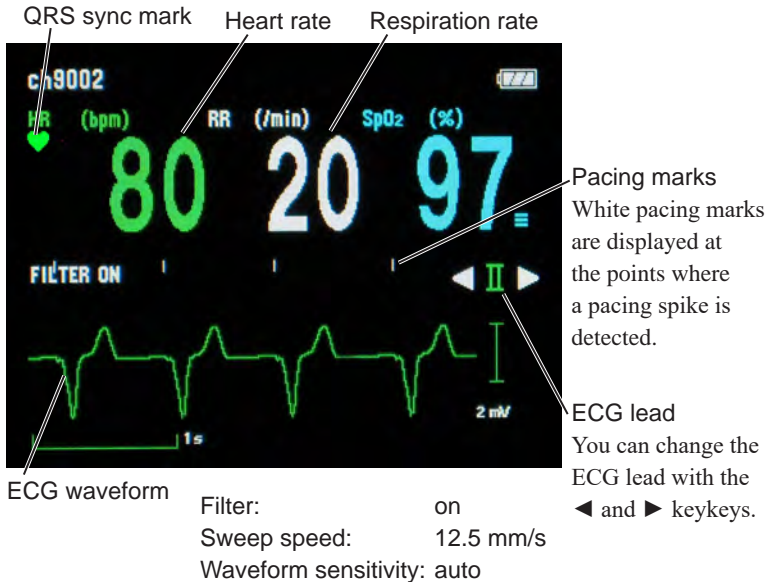 QRS sync mark
Heart rate
Respiration rate
ch9002
HR (bpm) RR (/min) SpO2 (%)
80 20 97
Pacing marks
White pacing marks
are displayed at
the points where
a pacing spike is
detected.
FILTER ON
◀ II ▶
2 mV
1s
ECG lead
You can change the
ECG lead with the
◄ and ► keykeys.
ECG waveform
Filter: on
Sweep speed: 12.5 mm/s
Waveform sensitivity: auto